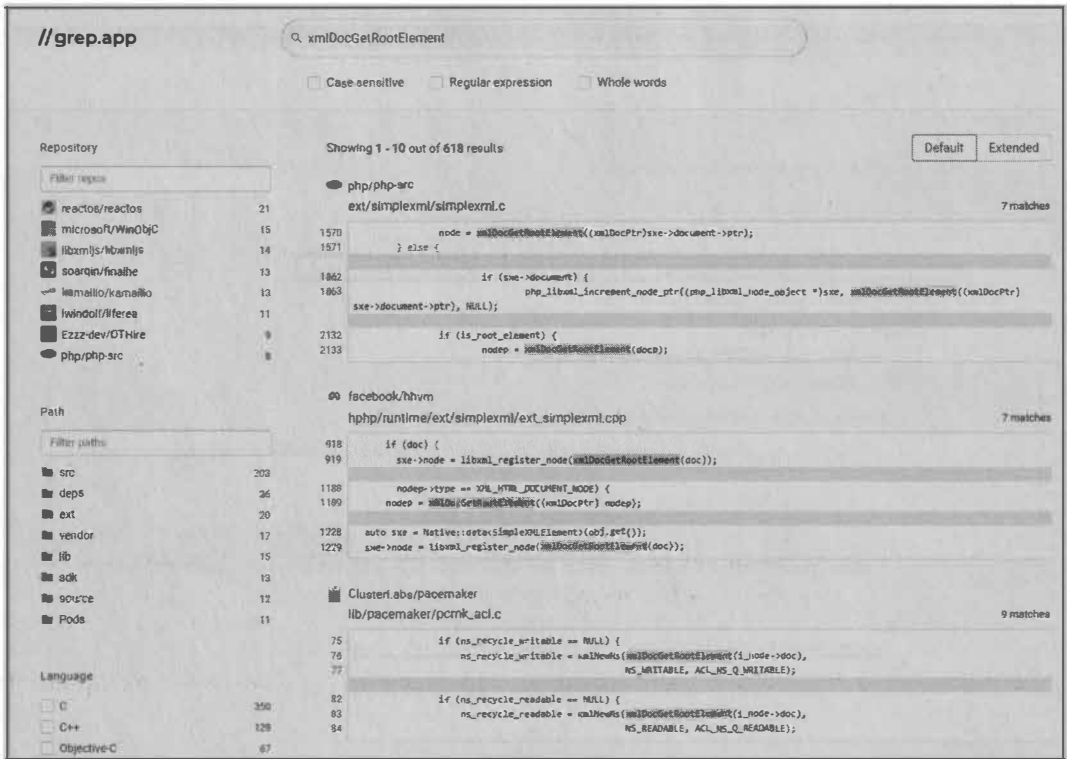 //grep.app
xmlDocGetRootElement
Case sensitive Regular expression Whole words
Repository
Filter repos
reactos/reactos 21
microsoft/WinObjC 15
libxmljs/libxmljs 14
soarqin/finalhe 13
kamailio/kamailio 13
lwindolf/liferea 11
Ezzz-dev/OTHire 9
php/php-src 8
Path
Filter paths
src 203
deps 26
ext 20
vendor 17
lib 15
sdk 13
source 12
Pods 11
Language
C 350
C++ 129
Objective-C 67
Showing 1 - 10 out of 618 results
Default Extended
php/php-src
ext/simplexml/simplexml.c 7 matches
1570 node = xmlDocGetRootElement((xmlDocPtr)sxe->document->ptr);
1571 } else {
1862 if (sxe->document) {
1863 php_libxml_increment_node_ptr((php_libxml_node_object *)sxe, xmlDocGetRootElement((xmlDocPtr)
sxe->document->ptr), NULL);
2132 if (is_root_element) {
2133 nodep = xmlDocGetRootElement(docp);
facebook/hhvm
hphp/runtime/ext/simplexml/ext_simplexml.cpp 7 matches
918 if (doc) {
919 sxe->node = libxml_register_node(xmlDocGetRootElement(doc));
1188 nodep->type == XML_HTML_DOCUMENT_NODE) {
1189 nodep = xmlDocGetRootElement((xmlDocPtr) nodep);
1228 auto sxe = Native::data<SimpleXMLElement>(obj.get());
1229 sxe->node = libxml_register_node(xmlDocGetRootElement(doc));
ClusterLabs/pacemaker
lib/pacemaker/pcmk_acl.c 9 matches
75 if (ns_recycle_writable == NULL) {
76 ns_recycle_writable = xmlNewNs(xmlDocGetRootElement(i_node->doc),
77 NS_WRITABLE, ACL_NS_Q_WRITABLE);
82 if (ns_recycle_readable == NULL) {
83 ns_recycle_readable = xmlNewNs(xmlDocGetRootElement(i_node->doc),
84 NS_READABLE, ACL_NS_Q_READABLE);